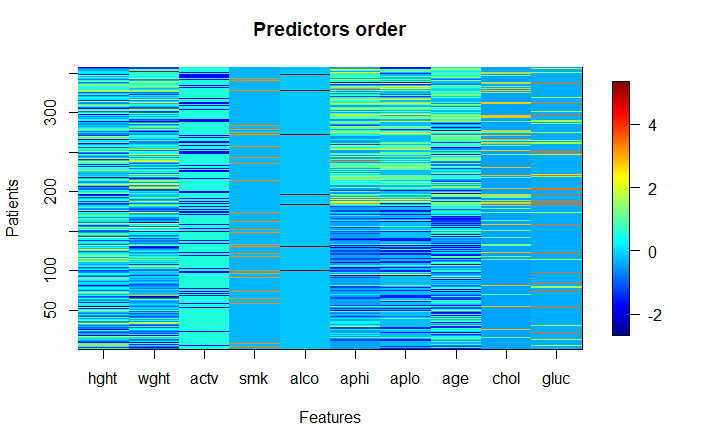 Predictors order
Patients
300
200
100
50
4
2
0
-2
hght wght actv smk alco aphi aplo age chol gluc
Features